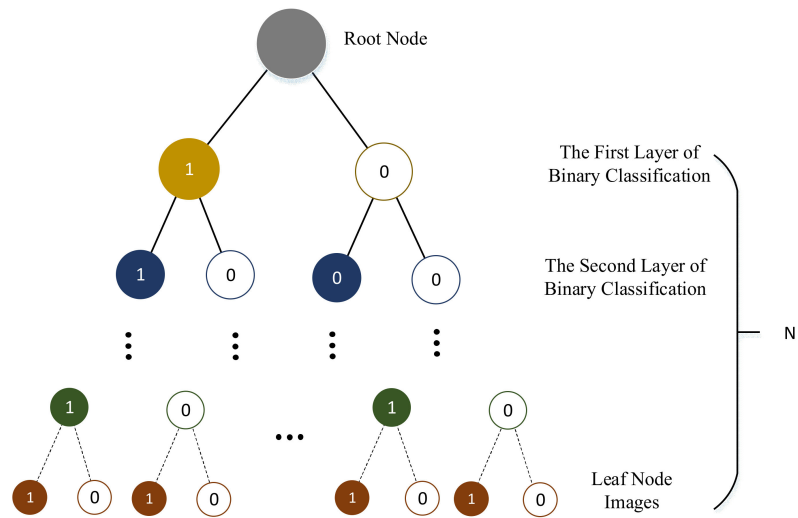 Root Node
1
0
The First Layer of
Binary Classification
1
0
0
0
The Second Layer of
Binary Classification
N
1
0
1
0
1
0
1
0
1
0
1
0
Leaf Node
Images